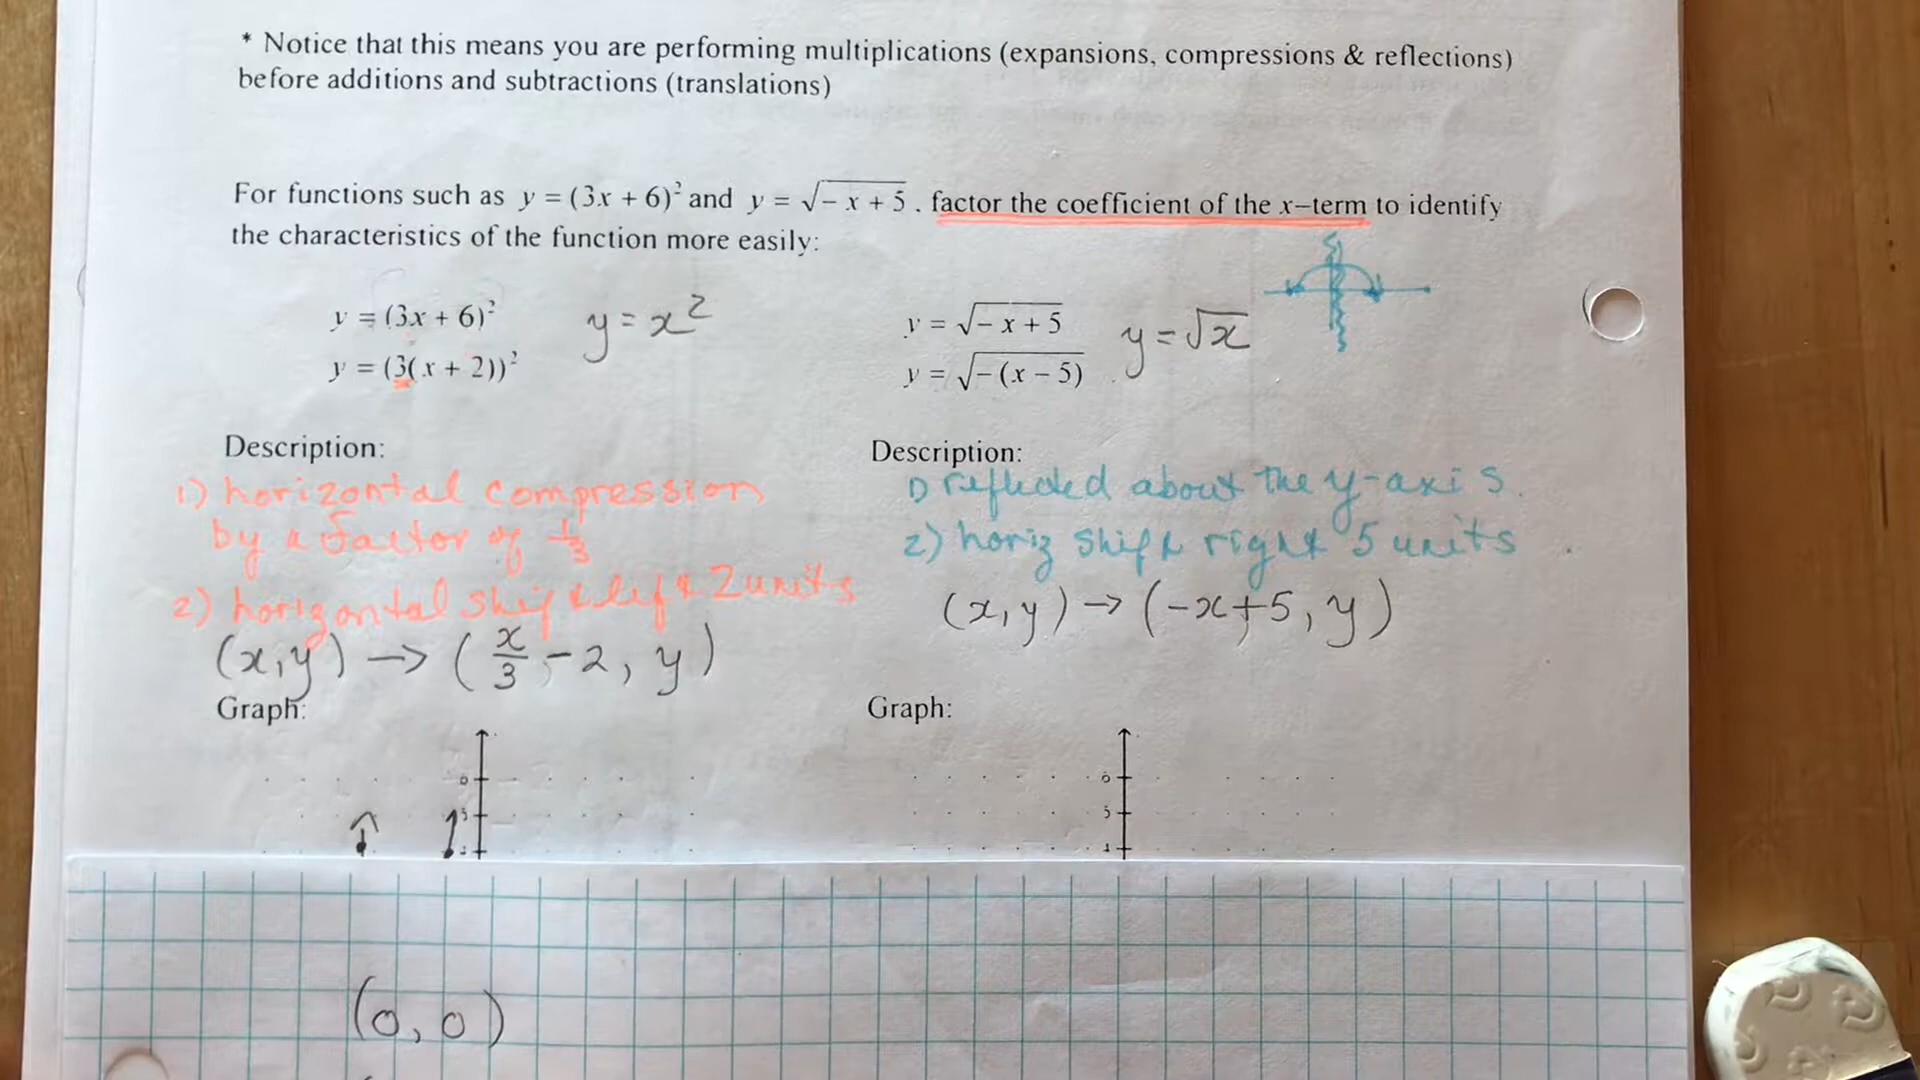 * Notice that this means you are performing multiplications (expansions, compressions & reflections)
before additions and subtractions (translations)
For functions such as y = (3x + 6)² and y = √(- x + 5) , factor the coefficient of the x-term to identify
the characteristics of the function more easily:
y = (3x + 6)²
y = x²
y = (3(x + 2))²
y = √(- x + 5)
y = √x
y = √(-(x - 5))
Description:
1) horizontal compression
by a factor of 1/3
2) horizontal shift left 2 units
(x,y) → (x/3 - 2, y)
Graph:
6
5
Description:
1) reflected about the y-axis.
2) horiz shift right 5 units
(x,y) → (-x+5, y)
Graph:
6
5
(0,0)